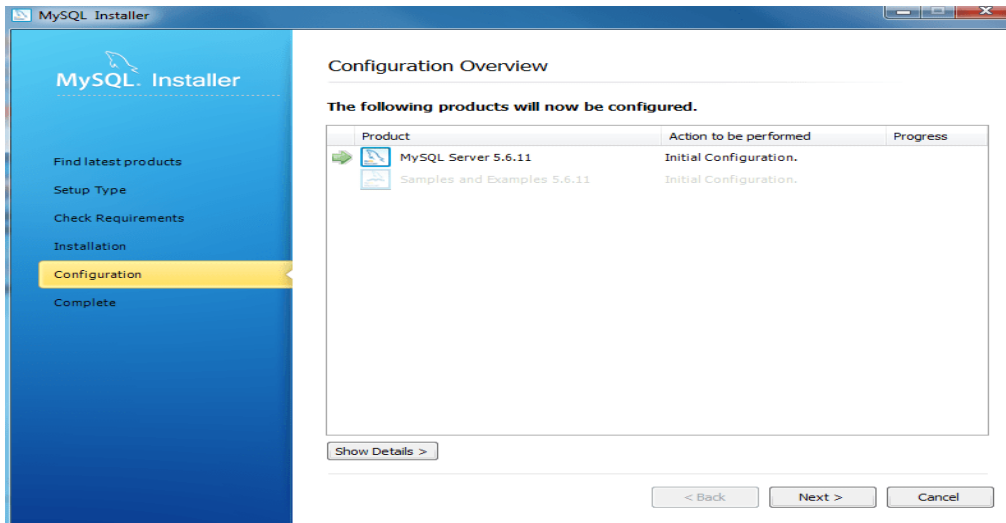 MySQL Installer
MySQL. Installer
Find latest products
Setup Type
Check Requirements
Installation
Configuration
Complete
Configuration Overview
The following products will now be configured.
Product Action to be performed Progress
MySQL Server 5.6.11 Initial Configuration.
Samples and Examples 5.6.11 Initial Configuration.
Show Details >
< Back Next > Cancel